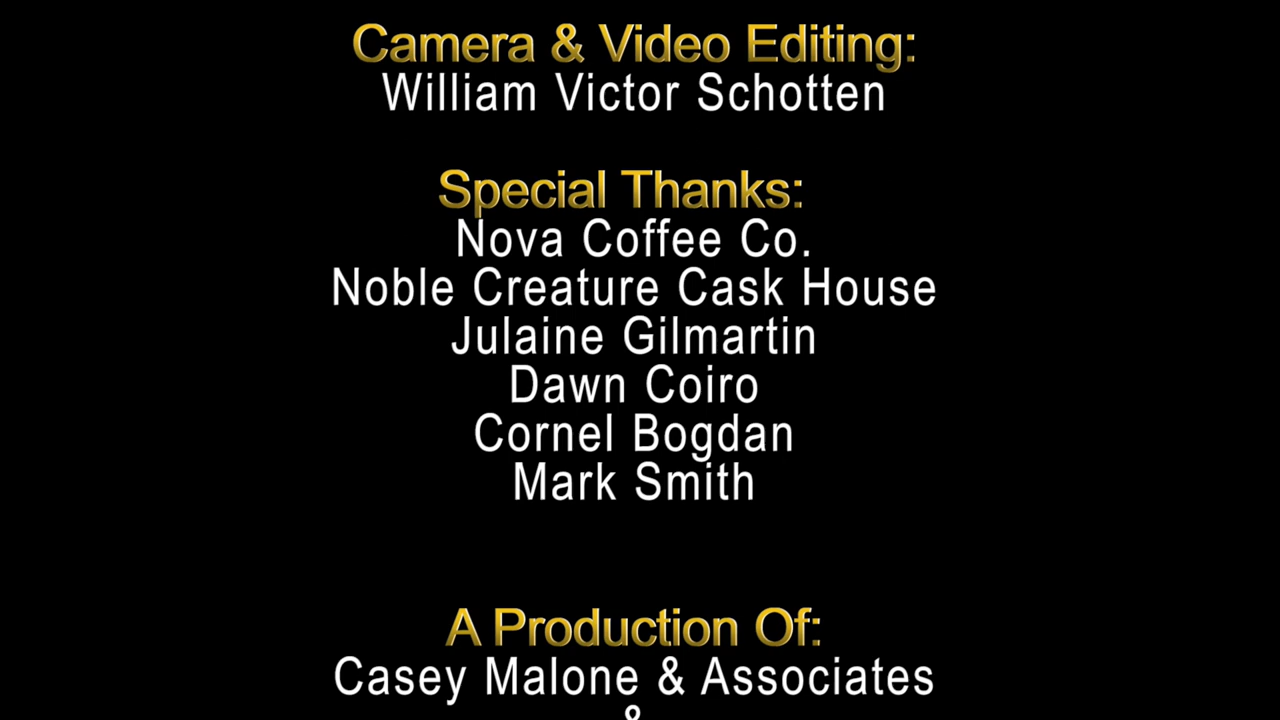 Camera & Video Editing:
William Victor Schotten
Special Thanks:
Nova Coffee Co.
Noble Creature Cask House
Julaine Gilmartin
Dawn Coiro
Cornel Bogdan
Mark Smith
A Production Of:
Casey Malone & Associates
&